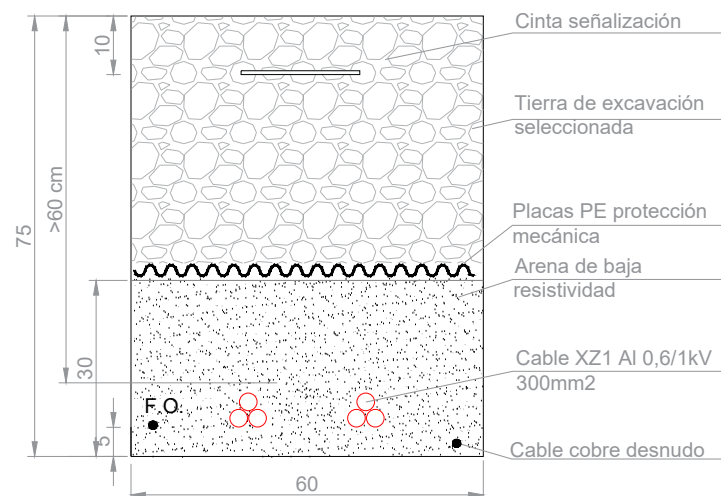 Cinta señalización
10
Tierra de excavación
seleccionada
>60 cm
75
Placas PE protección
mecánica
Arena de baja
resistividad
30
Cable XZ1 Al 0,6/1kV
300mm2
F.O.
5
Cable cobre desnudo
60